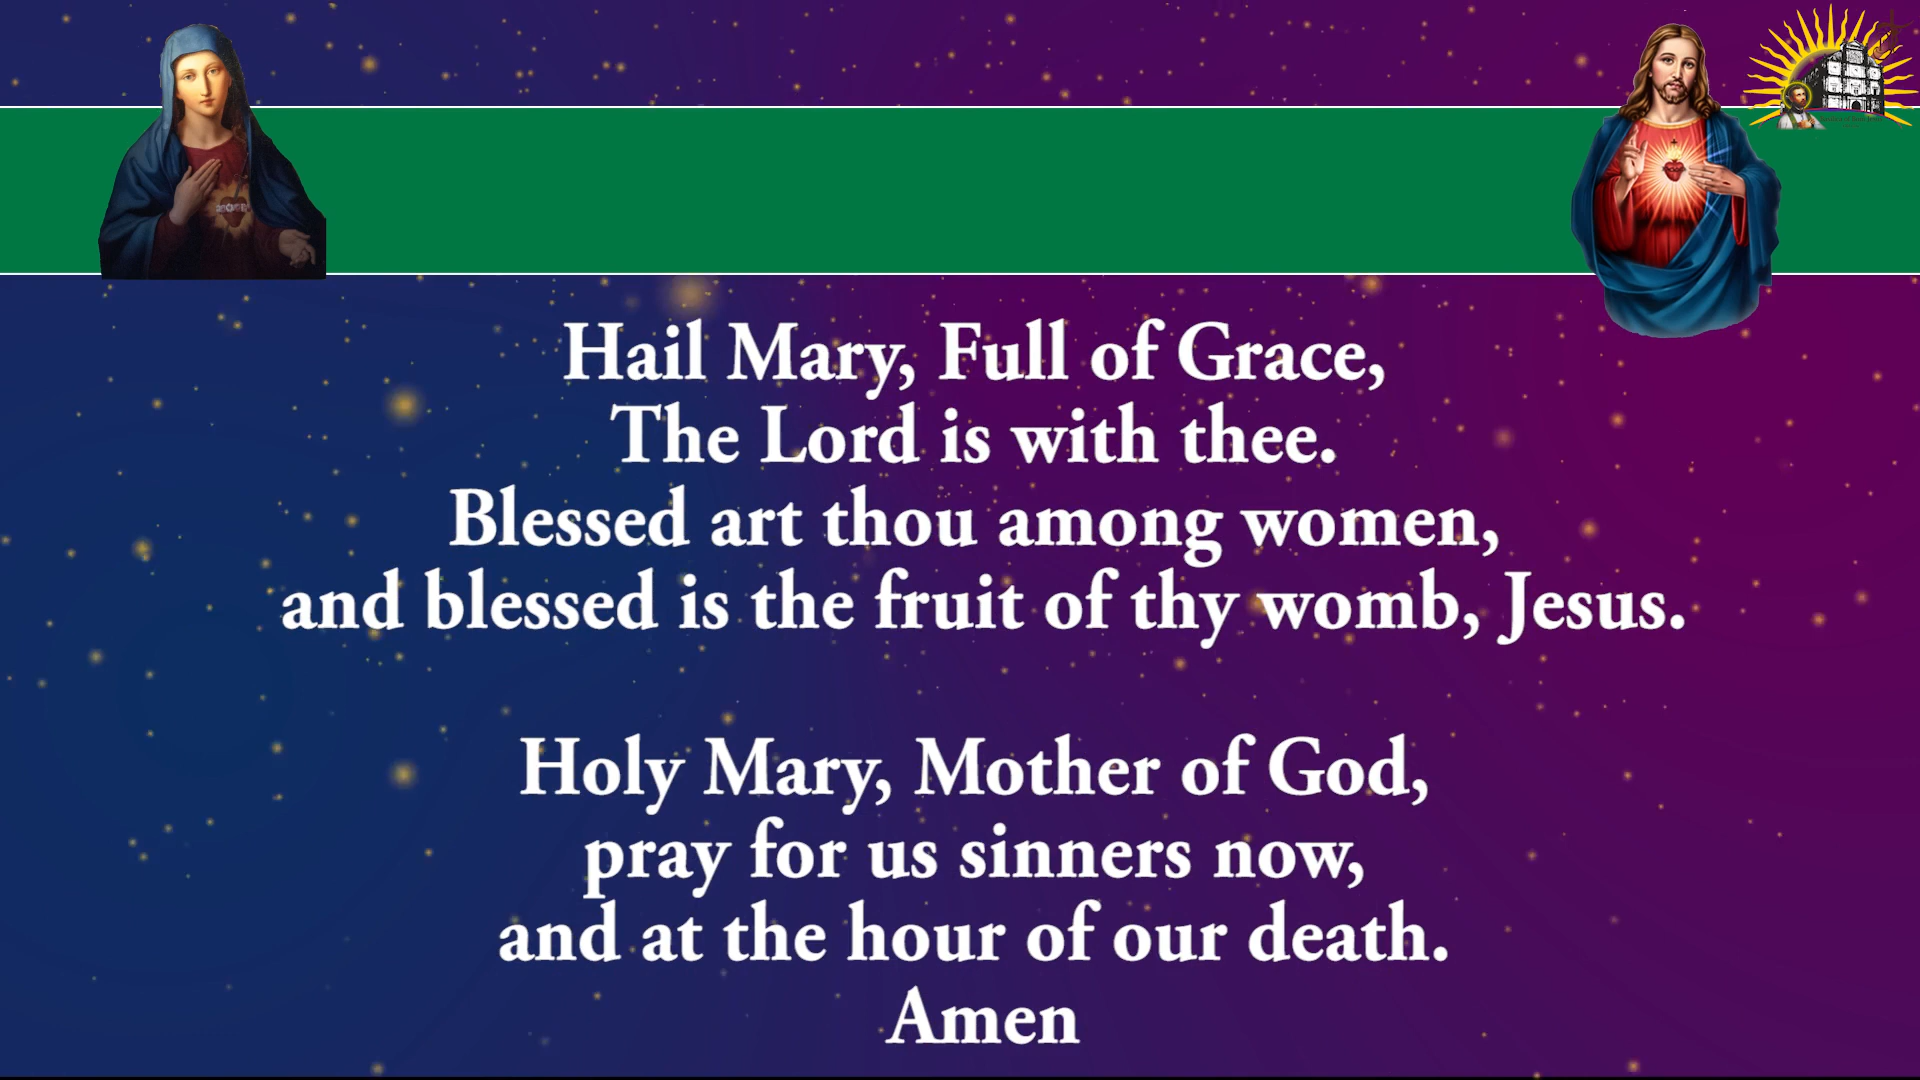 Hail Mary, Full of Grace,
The Lord is with thee.
Blessed art thou among women,
and blessed is the fruit of thy womb, Jesus.
Holy Mary, Mother of God,
pray for us sinners now,
and at the hour of our death.
Amen